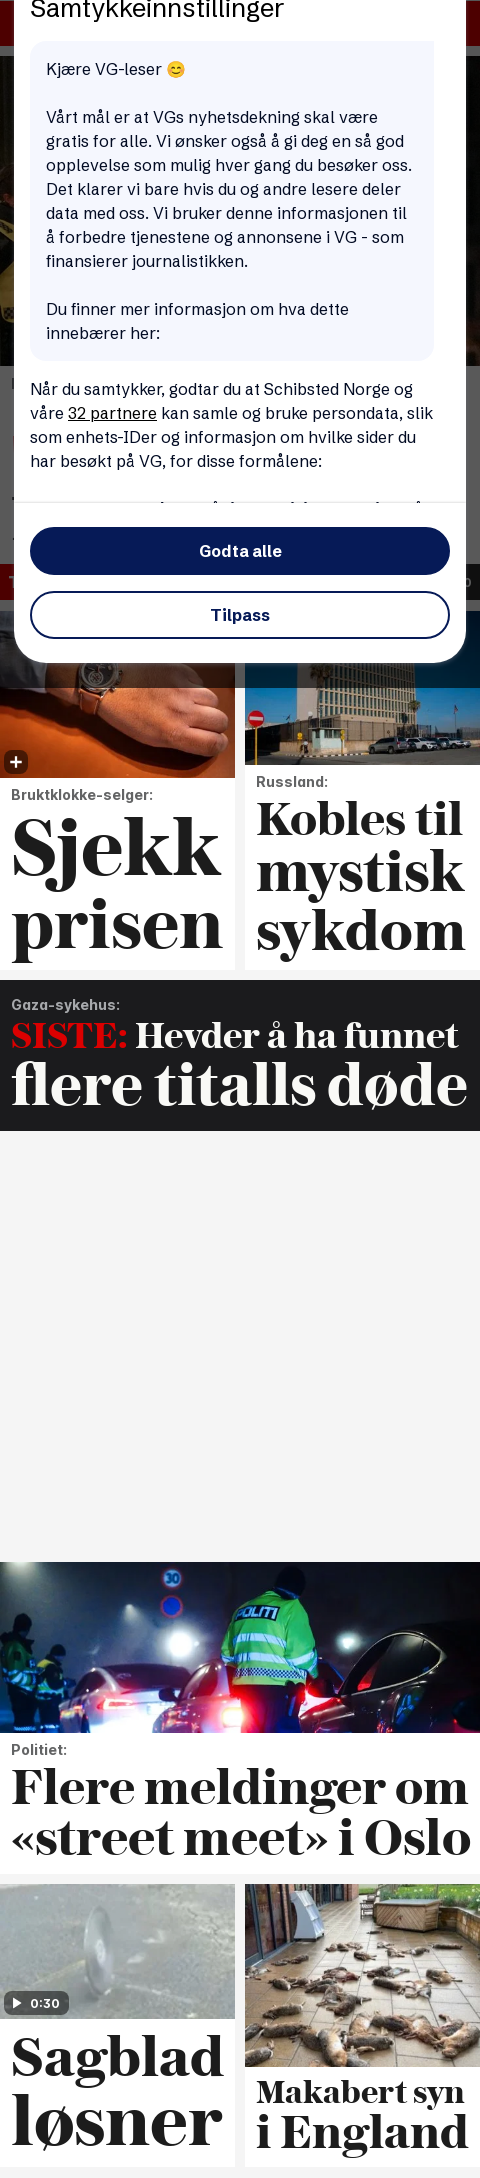 Samtykkeinnstillinger
Kjære VG-leser 😊
Vårt mål er at VGs nyhetsdekning skal være
gratis for alle. Vi ønsker også å gi deg en så god
opplevelse som mulig hver gang du besøker oss.
Det klarer vi bare hvis du og andre lesere deler
data med oss. Vi bruker denne informasjonen til
å forbedre tjenestene og annonsene i VG - som
finansierer journalistikken.
Du finner mer informasjon om hva dette
innebærer her:
Når du samtykker, godtar du at Schibsted Norge og
våre 32 partnere kan samle og bruke persondata, slik
som enhets-IDer og informasjon om hvilke sider du
har besøkt på VG, for disse formålene:
Godta alle
Tilpass
Bruktklokke-selger:
Sjekk
prisen
Russland:
Kobles til
mystisk
sykdom
Gaza-sykehus:
SISTE: Hevder å ha funnet
flere titalls døde
30
POLITI
Politiet:
Flere meldinger om
«street meet» i Oslo
0:30
Sagblad
løsner
Makabert syn
i England